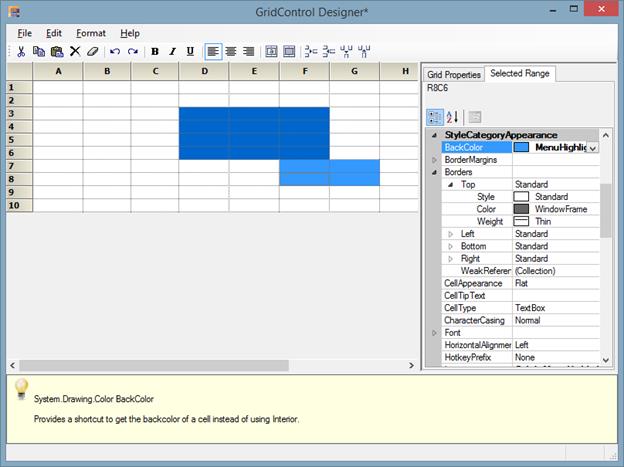 GridControl Designer*
File Edit Format Help
B I U
A B C D E F G H
1
2
3
4
5
6
7
8
9
10
Grid Properties Selected Range
R8C6
StyleCategoryAppearance
BackColor MenuHighlig
BorderMargins
Borders
Top Standard
Style Standard
Color WindowFrame
Weight Thin
Left Standard
Bottom Standard
Right Standard
WeakReferen (Collection)
CellAppearance Flat
CellTipText
CellType TextBox
CharacterCasing Normal
Font
HorizontalAlignmen Left
HotkeyPrefix None
System.Drawing.Color BackColor
Provides a shortcut to get the backcolor of a cell instead of using Interior.